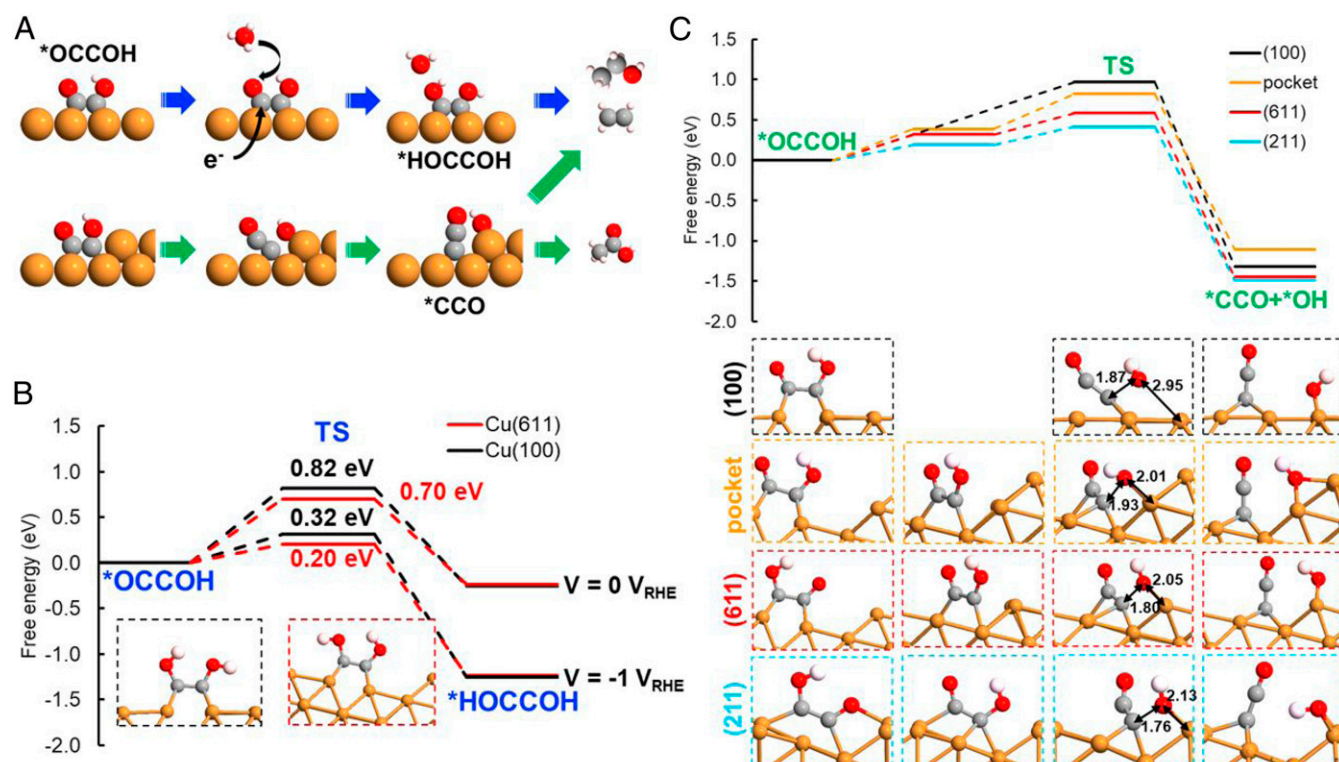 A
*OCCOH
e-
*HOCCOH
*CCO
B
1.5
1.0
0.5
0.0
-0.5
-1.0
-1.5
-2.0
Free energy (eV)
TS
Cu(611)
Cu(100)
0.82 eV
0.70 eV
0.32 eV
0.20 eV
*OCCOH
V = 0 VRHE
V = -1 VRHE
*HOCCOH
C
1.5
1.0
0.5
0.0
-0.5
-1.0
-1.5
-2.0
Free energy (eV)
TS
(100)
pocket
(611)
(211)
*OCCOH
*CCO+*OH
(100)
1.87
2.95
pocket
2.01
1.93
(611)
2.05
1.80
(211)
2.13
1.76